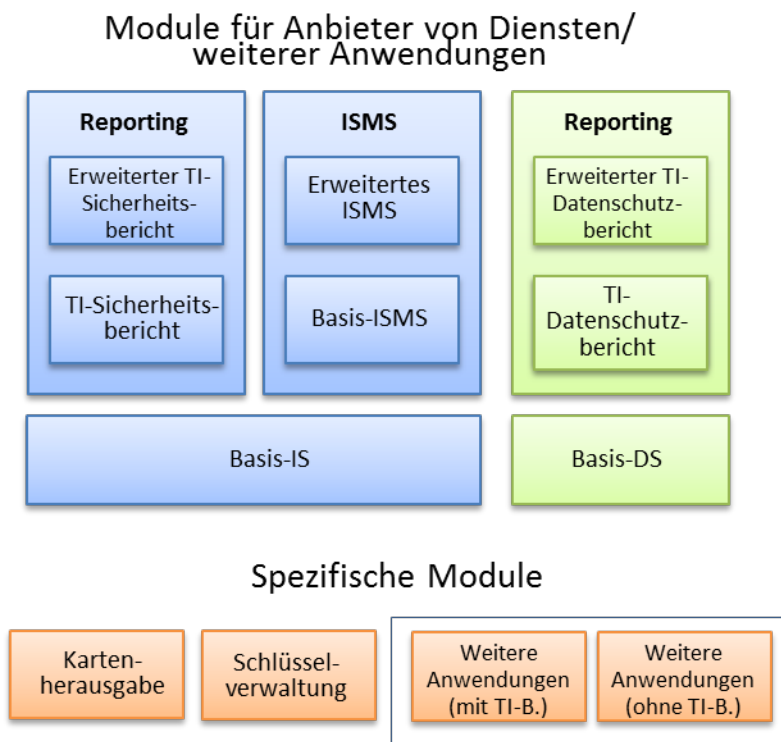 Module für Anbieter von Diensten/
weiterer Anwendungen
Reporting
Erweiterter TI-
Sicherheits-
bericht
TI-Sicherheits-
bericht
ISMS
Erweitertes
ISMS
Basis-ISMS
Reporting
Erweiterter TI-
Datenschutz-
bericht
TI-
Datenschutz-
bericht
Basis-IS
Basis-DS
Spezifische Module
Karten-
herausgabe
Schlüssel-
verwaltung
Weitere
Anwendungen
(mit TI-B.)
Weitere
Anwendungen
(ohne TI-B.)